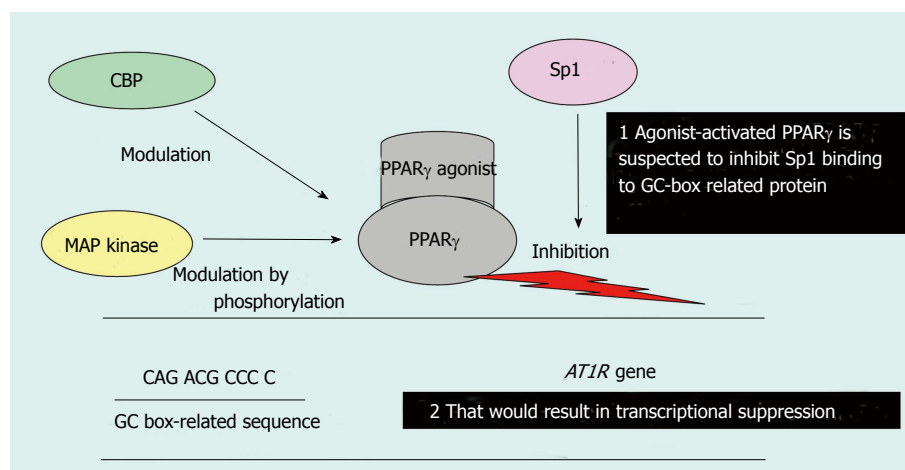 CBP
Sp1
Modulation
1 Agonist-activated PPARγ is
suspected to inhibit Sp1 binding
to GC-box related protein
PPARγ agonist
MAP kinase
PPARγ
Inhibition
Modulation by
phosphorylation
CAG ACG CCC C
GC box-related sequence
AT1R gene
2 That would result in transcriptional suppression